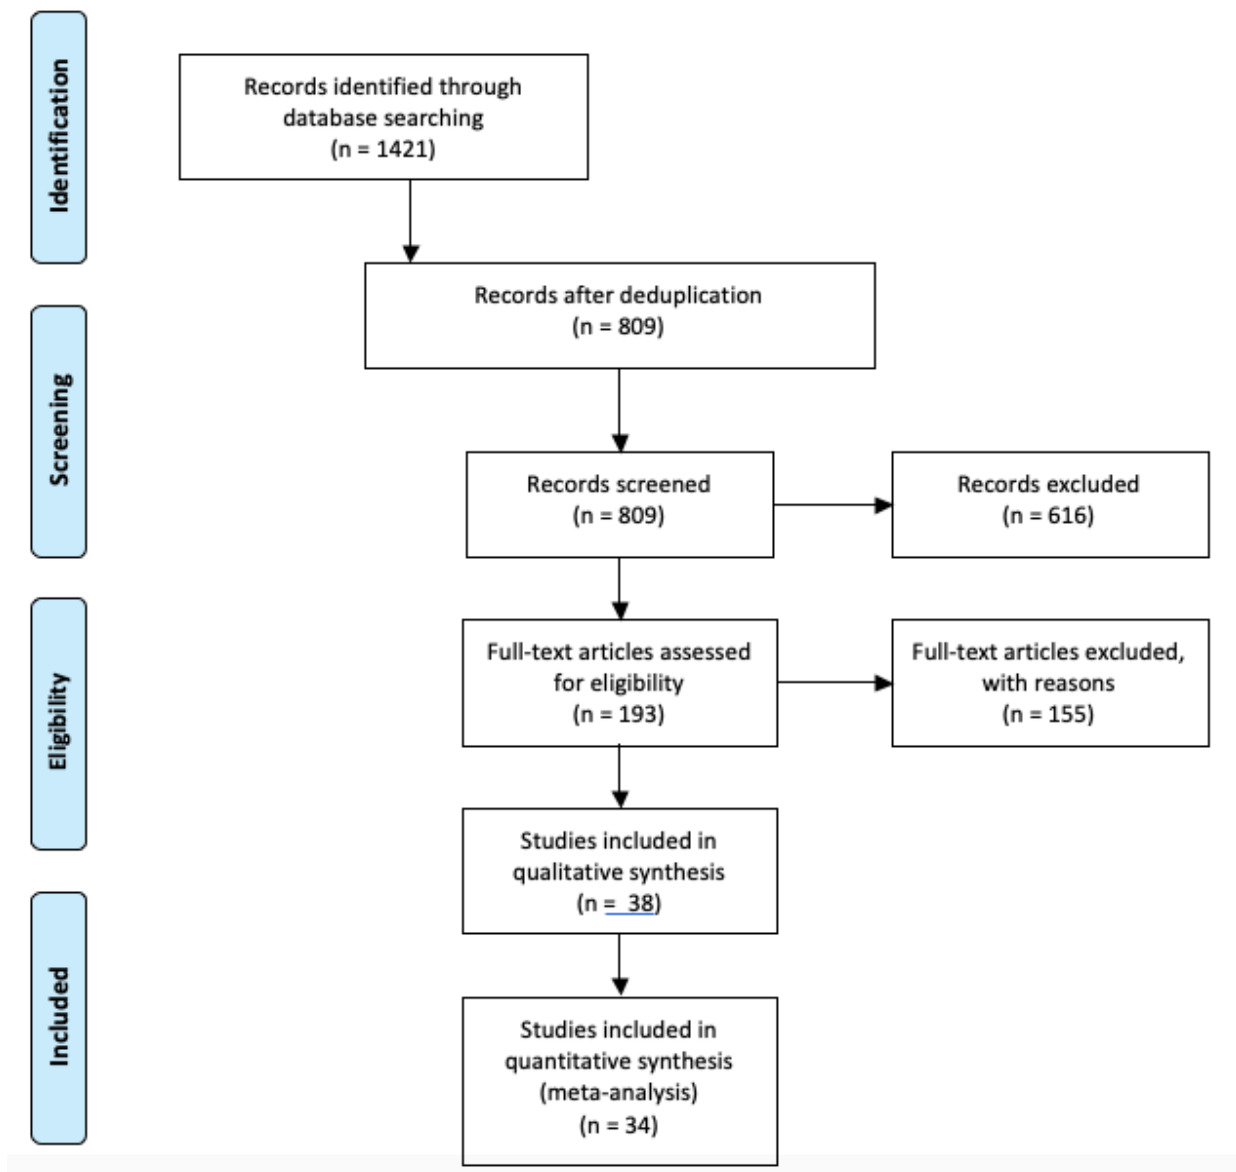 Identification
Records identified through
database searching
(n = 1421)
Records after deduplication
(n = 809)
Screening
Records screened
(n = 809)
Records excluded
(n = 616)
Eligibility
Full-text articles assessed
for eligibility
(n = 193)
Full-text articles excluded,
with reasons
(n = 155)
Studies included in
qualitative synthesis
(n =  38)
Included
Studies included in
quantitative synthesis
(meta-analysis)
(n = 34)